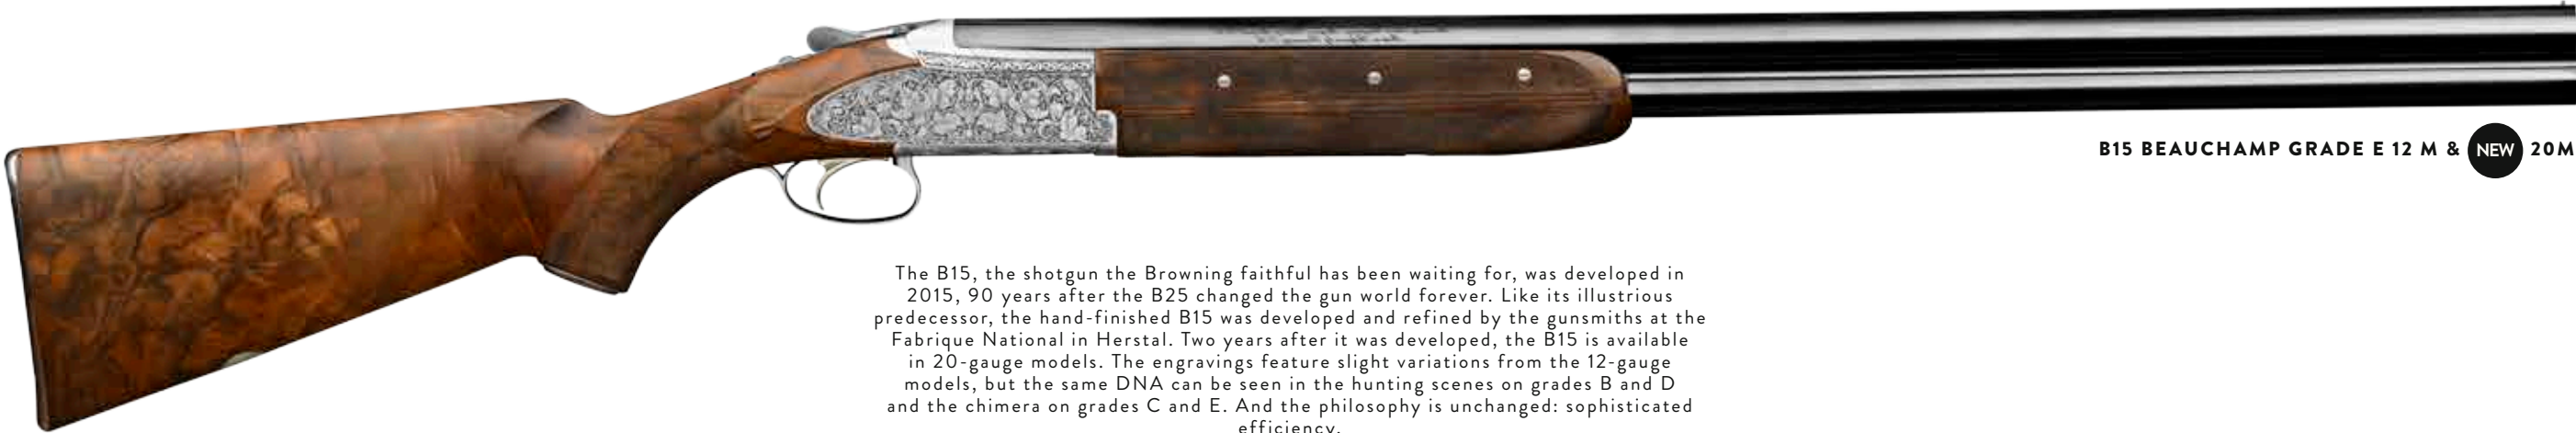 B15 BEAUCHAMP GRADE E 12 M & NEW 20M
The B15, the shotgun the Browning faithful has been waiting for, was developed in
2015, 90 years after the B25 changed the gun world forever. Like its illustrious
predecessor, the hand-finished B15 was developed and refined by the gunsmiths at the
Fabrique National in Herstal. Two years after it was developed, the B15 is available
in 20-gauge models. The engravings feature slight variations from the 12-gauge
models, but the same DNA can be seen in the hunting scenes on grades B and D
and the chimera on grades C and E. And the philosophy is unchanged: sophisticated
efficiency.